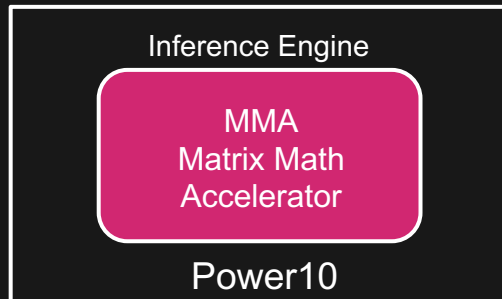 Inference Engine
MMA
Matrix Math
Accelerator
Power10